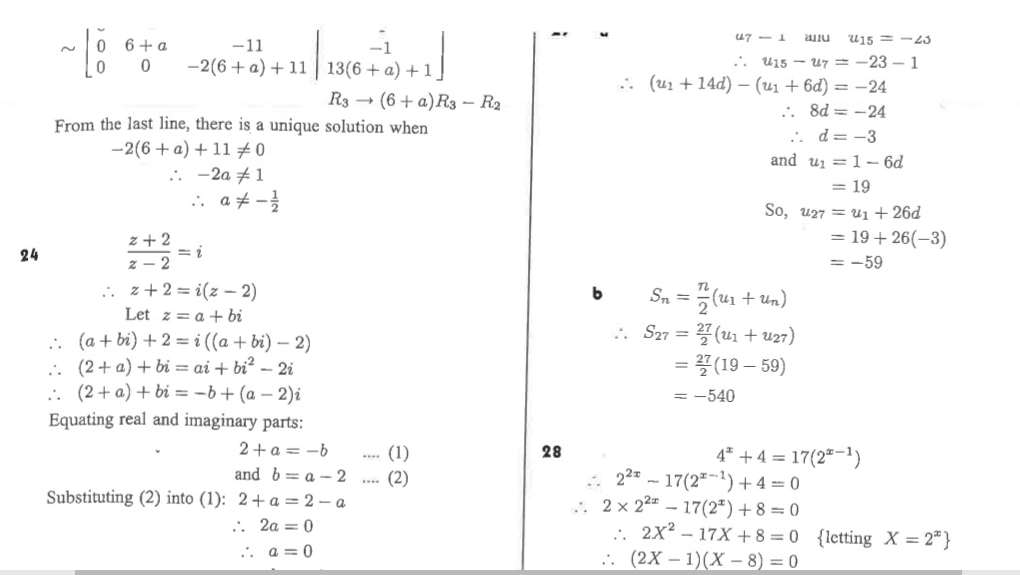 ~ [ 0 6 + a −11 | −1 ]
0 0 −2(6 + a) + 11 | 13(6 + a) + 1
R₃ → (6 + a)R₃ − R₂
From the last line, there is a unique solution when
−2(6 + a) + 11 ≠ 0
∴ −2a ≠ 1
∴ a ≠ −1/2
24 (z + 2)/(z − 2) = i
∴ z + 2 = i(z − 2)
Let z = a + bi
∴ (a + bi) + 2 = i ((a + bi) − 2)
∴ (2 + a) + bi = ai + bi² − 2i
∴ (2 + a) + bi = −b + (a − 2)i
Equating real and imaginary parts:
2 + a = −b .... (1)
and b = a − 2 .... (2)
Substituting (2) into (1): 2 + a = 2 − a
∴ 2a = 0
∴ a = 0
u₇ = 1 and u₁₅ = −23
∴ u₁₅ − u₇ = −23 − 1
∴ (u₁ + 14d) − (u₁ + 6d) = −24
∴ 8d = −24
∴ d = −3
and u₁ = 1 − 6d
= 19
So, u₂₇ = u₁ + 26d
= 19 + 26(−3)
= −59
b Sₙ = n/2 (u₁ + uₙ)
∴ S₂₇ = 27/2 (u₁ + u₂₇)
= 27/2 (19 − 59)
= −540
28 4ˣ + 4 = 17(2ˣ⁻¹)
∴ 2²ˣ − 17(2ˣ⁻¹) + 4 = 0
∴ 2 × 2²ˣ − 17(2ˣ) + 8 = 0
∴ 2X² − 17X + 8 = 0 {letting X = 2ˣ}
∴ (2X − 1)(X − 8) = 0